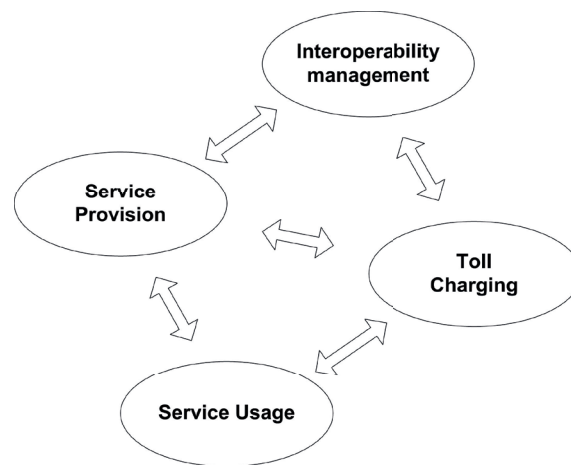 Interoperability
management
Service
Provision
Toll
Charging
Service Usage